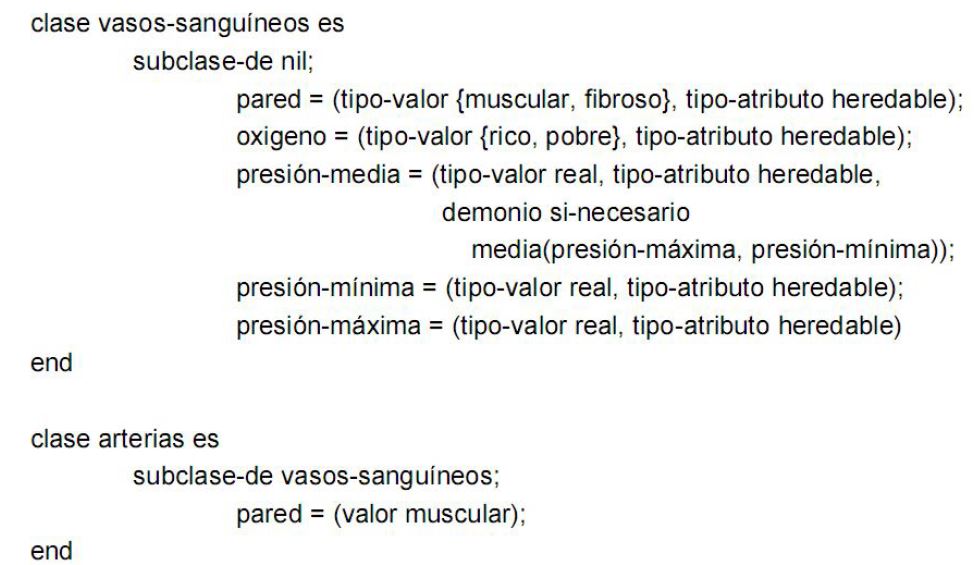 clase vasos-sanguíneos es
subclase-de nil;
pared = (tipo-valor {muscular, fibroso}, tipo-atributo heredable);
oxigeno = (tipo-valor {rico, pobre}, tipo-atributo heredable);
presión-media = (tipo-valor real, tipo-atributo heredable,
demonio si-necesario
media(presión-máxima, presión-mínima));
presión-mínima = (tipo-valor real, tipo-atributo heredable);
presión-máxima = (tipo-valor real, tipo-atributo heredable)
end
clase arterias es
subclase-de vasos-sanguíneos;
pared = (valor muscular);
end